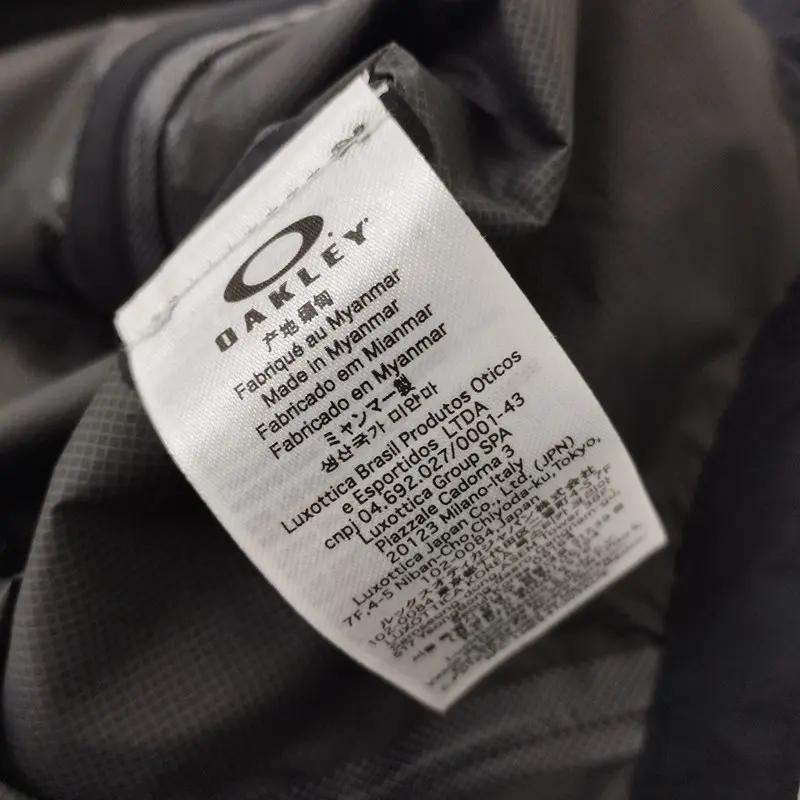 OAKLEY
产地 缅甸
Fabriqué au Myanmar
Made in Myanmar
Fabricado em Mianmar
Fabricado en Myanmar
ミャンマー製
생산국가 미얀마
Luxottica Brasil Produtos Oticos
e Esportidos LTDA
cnpj 04.692.027/0001-43
Luxottica Group SPA
Piazzale Cadorna 3
20123 Milano-Italy
Luxottica Japan Co., Ltd. (JPN)
7F,4-5 Niban-Cho,Chiyoda-ku,Tokyo,
102-0084 Japan